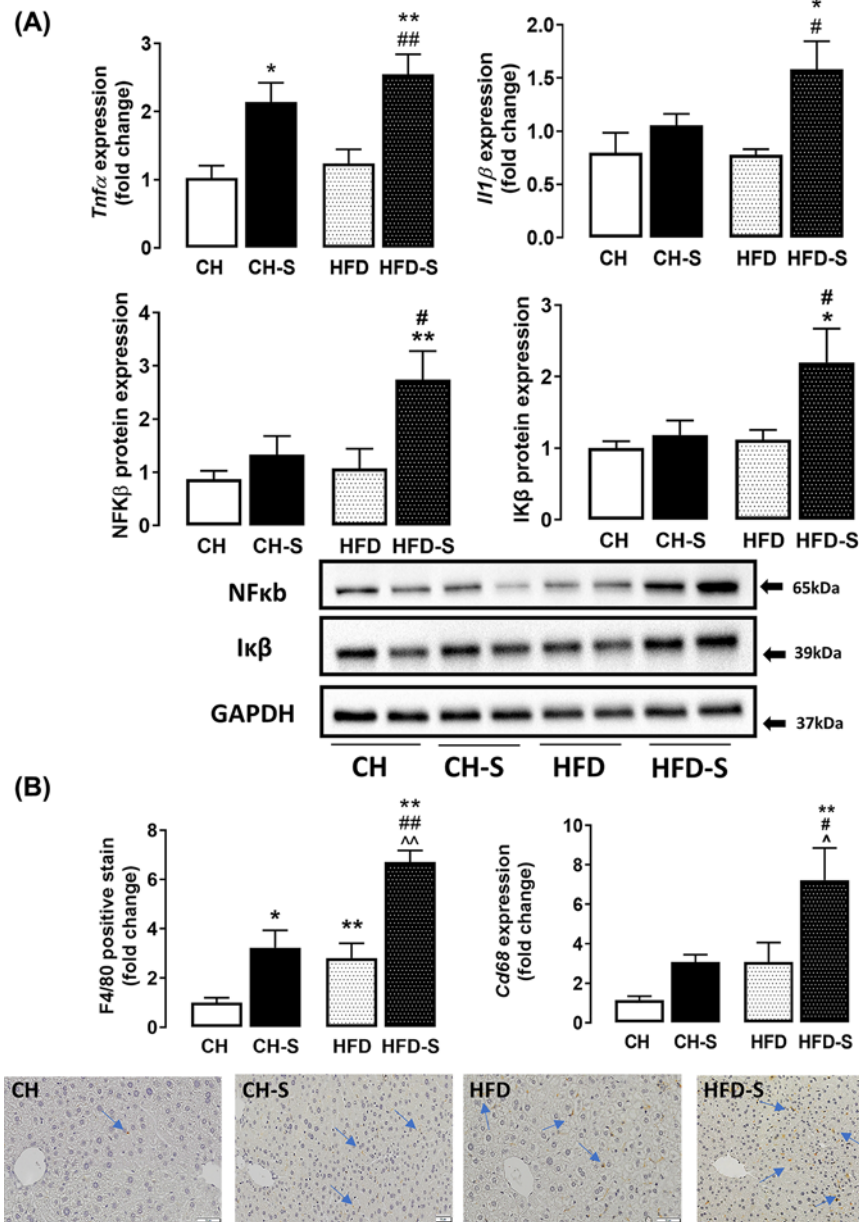 (A)
Tnfα expression
(fold change)
3
2
1
0
*
**
##
CH
CH-S
HFD
HFD-S
Il1β expression
(fold change)
2.0
1.5
1.0
0.5
0.0
*
#
CH
CH-S
HFD
HFD-S
NFKβ protein expression
4
3
2
1
0
#
**
CH
CH-S
HFD
HFD-S
IKβ protein expression
3
2
1
0
#
*
CH
CH-S
HFD
HFD-S
NFκb
65kDa
Iκβ
39kDa
GAPDH
37kDa
CH
CH-S
HFD
HFD-S
(B)
F4/80 positive stain
(fold change)
8
6
4
2
0
*
**
**
##
^^
CH
CH-S
HFD
HFD-S
Cd68 expression
(fold change)
10
8
6
4
2
0
**
#
^
CH
CH-S
HFD
HFD-S
CH
CH-S
HFD
HFD-S